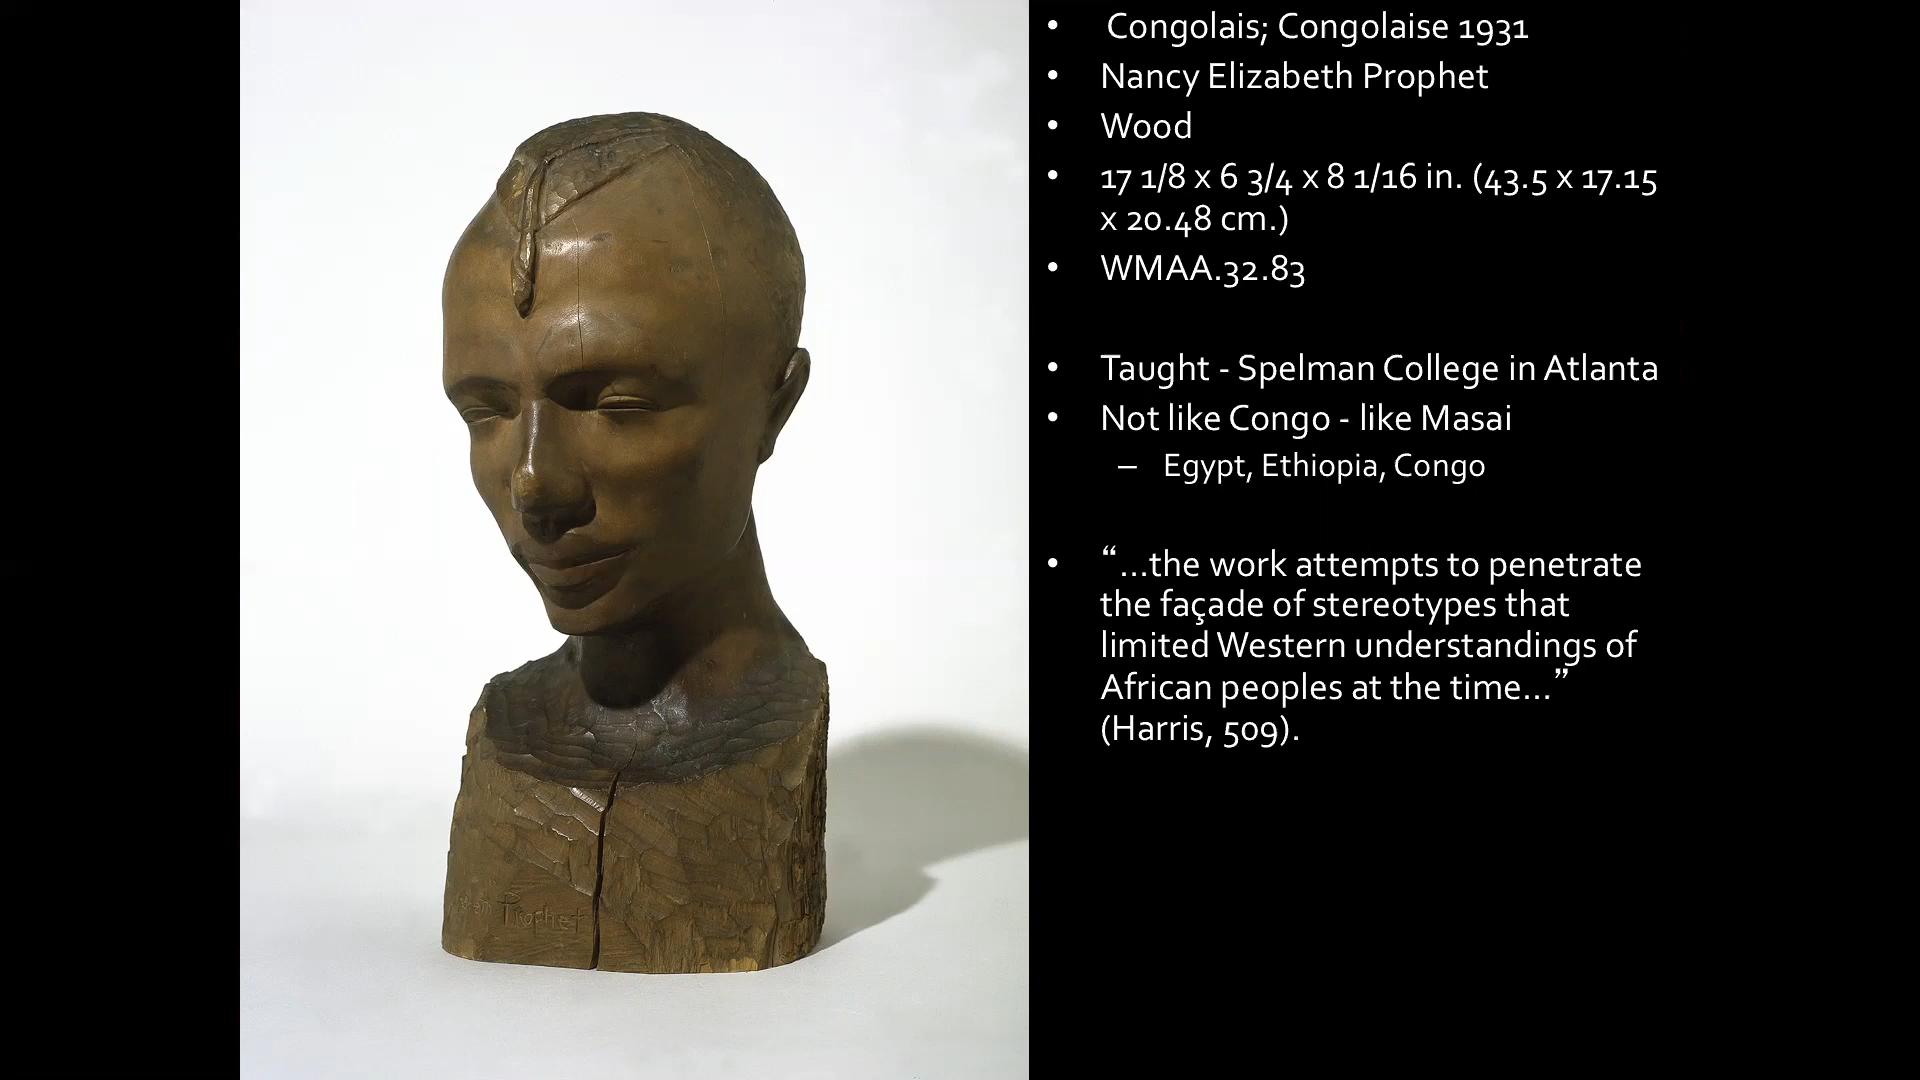 • Congolais; Congolaise 1931
• Nancy Elizabeth Prophet
• Wood
• 17 1/8 x 6 3/4 x 8 1/16 in. (43.5 x 17.15
x 20.48 cm.)
• WMAA.32.83
• Taught - Spelman College in Atlanta
• Not like Congo - like Masai
– Egypt, Ethiopia, Congo
• “…the work attempts to penetrate
the façade of stereotypes that
limited Western understandings of
African peoples at the time…”
(Harris, 509).
Prophet